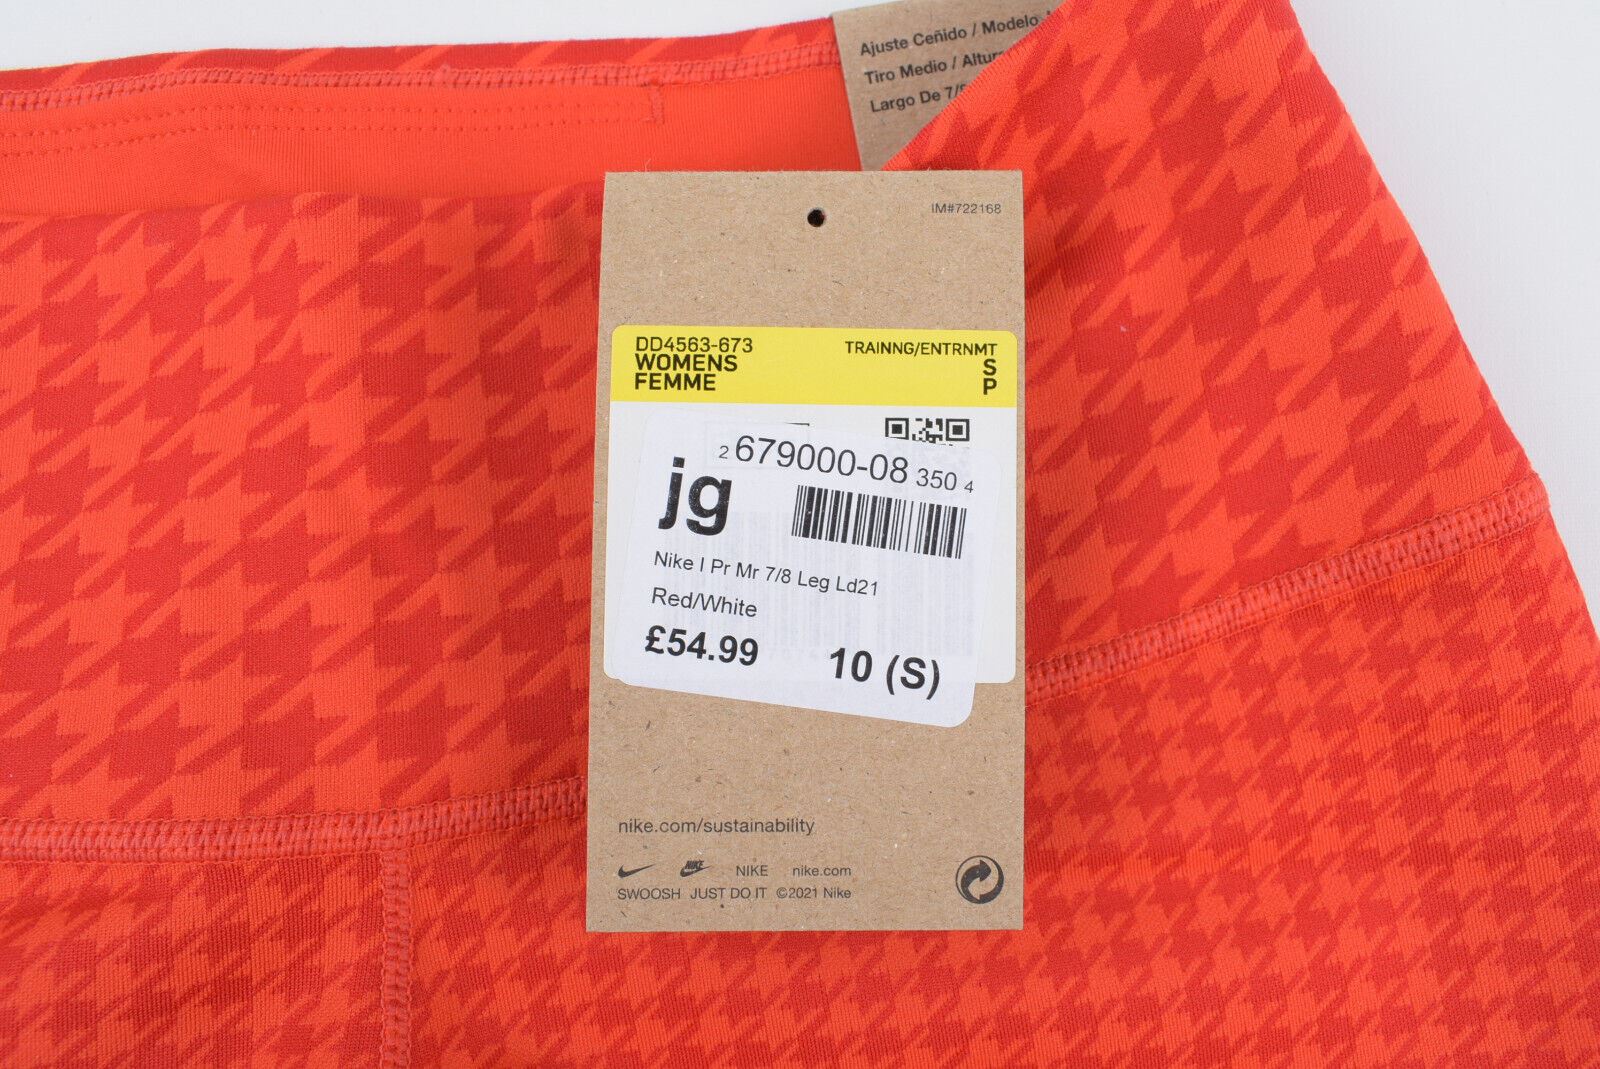 Ajuste Ceñido / Modelo
Tiro Medio /
Largo De
IM#722168
DD4563-673
WOMENS
FEMME
TRAINNG/ENTRNMT
S
P
2 679000-08 350 4
jg
Nike I Pr Mr 7/8 Leg Ld21
Red/White
£54.99 10 (S)
nike.com/sustainability
NIKE NIKE nike.com
SWOOSH JUST DO IT ©2021 Nike